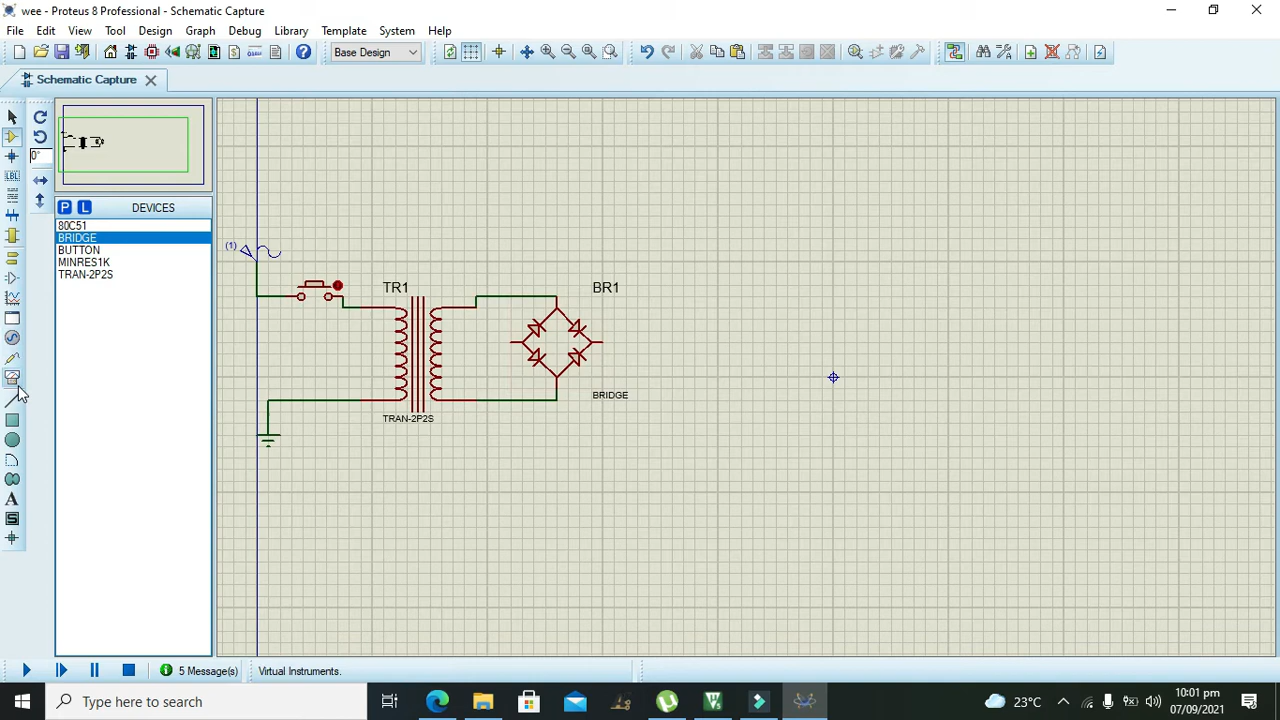 wee - Proteus 8 Professional - Schematic Capture
File Edit View Tool Design Graph Debug Library Template System Help
Base Design
Schematic Capture
0°
LBL
P L DEVICES
80C51
BRIDGE
BUTTON
MINRES1K
TRAN-2P2S
A
S
(1)
TR1
BR1
BRIDGE
TRAN-2P2S
5 Message(s)
Virtual Instruments.
Type here to search
23°C
10:01 pm
07/09/2021